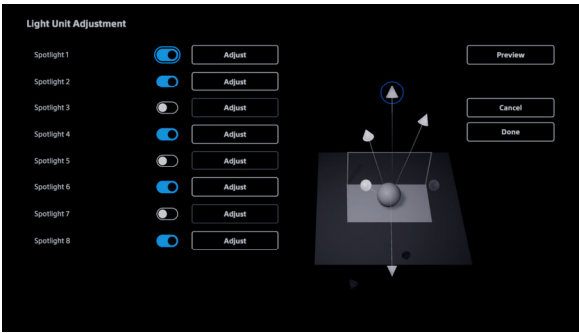 Light Unit Adjustment
Spotlight 1 Adjust Preview
Spotlight 2 Adjust
Spotlight 3 Adjust Cancel
Spotlight 4 Adjust Done
Spotlight 5 Adjust
Spotlight 6 Adjust
Spotlight 7 Adjust
Spotlight 8 Adjust